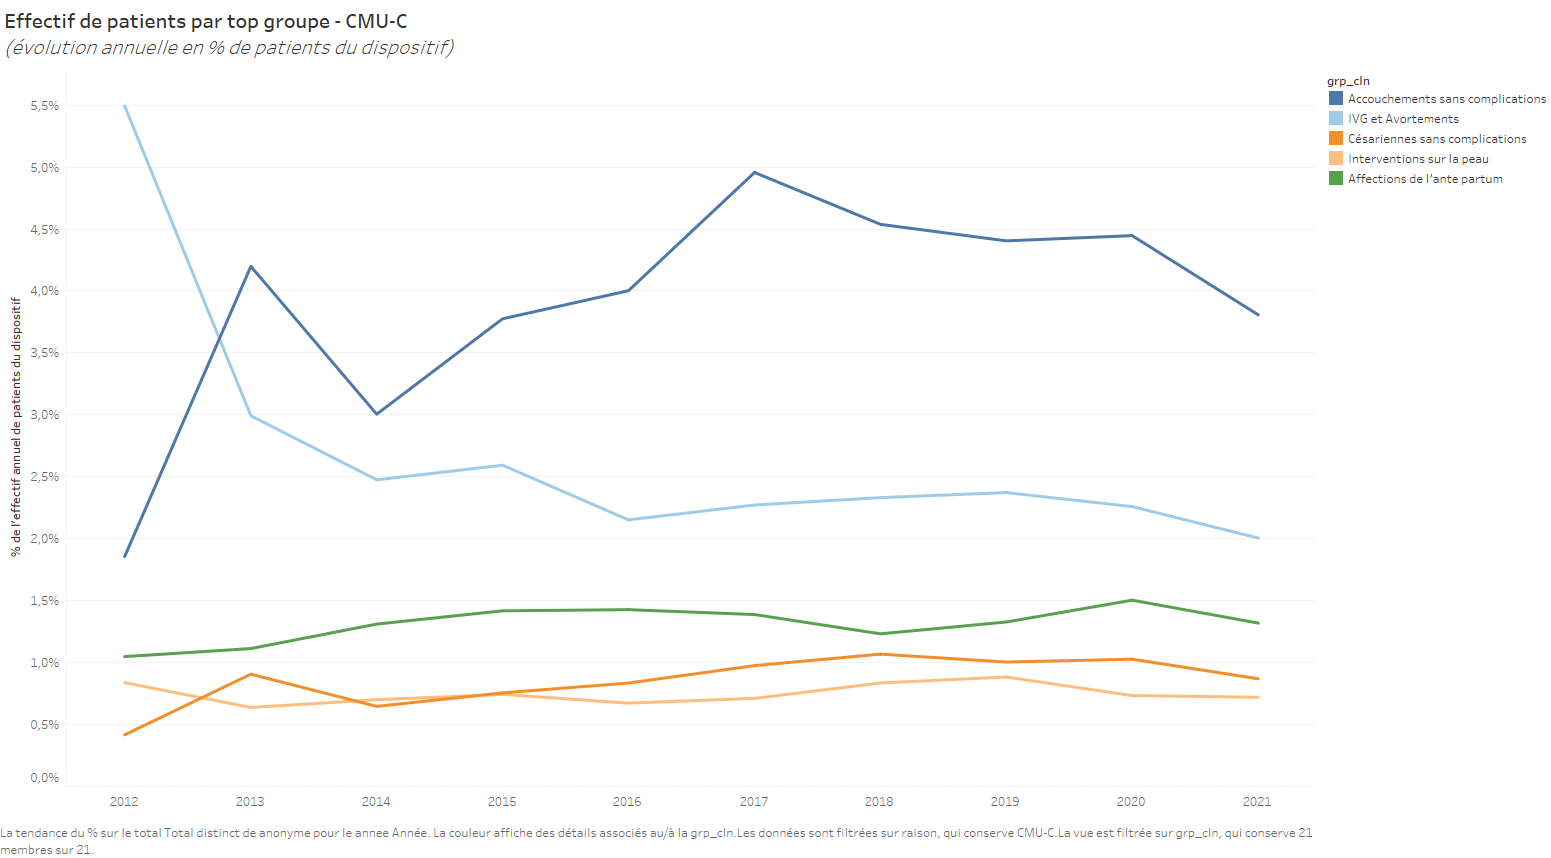 Effectif de patients par top groupe - CMU-C
(évolution annuelle en % de patients du dispositif)
grp_cln
Accouchements sans complications
IVG et Avortements
Césariennes sans complications
Interventions sur la peau
Affections de l'ante partum
% de l'effectif annuel de patients du dispositif
5,5%
5,0%
4,5%
4,0%
3,5%
3,0%
2,5%
2,0%
1,5%
1,0%
0,5%
0,0%
2012 2013 2014 2015 2016 2017 2018 2019 2020 2021
La tendance du % sur le total Total distinct de anonyme pour le annee Année. La couleur affiche des détails associés au/à la grp_cln.Les données sont filtrées sur raison, qui conserve CMU-C.La vue est filtrée sur grp_cln, qui conserve 21
membres sur 21.